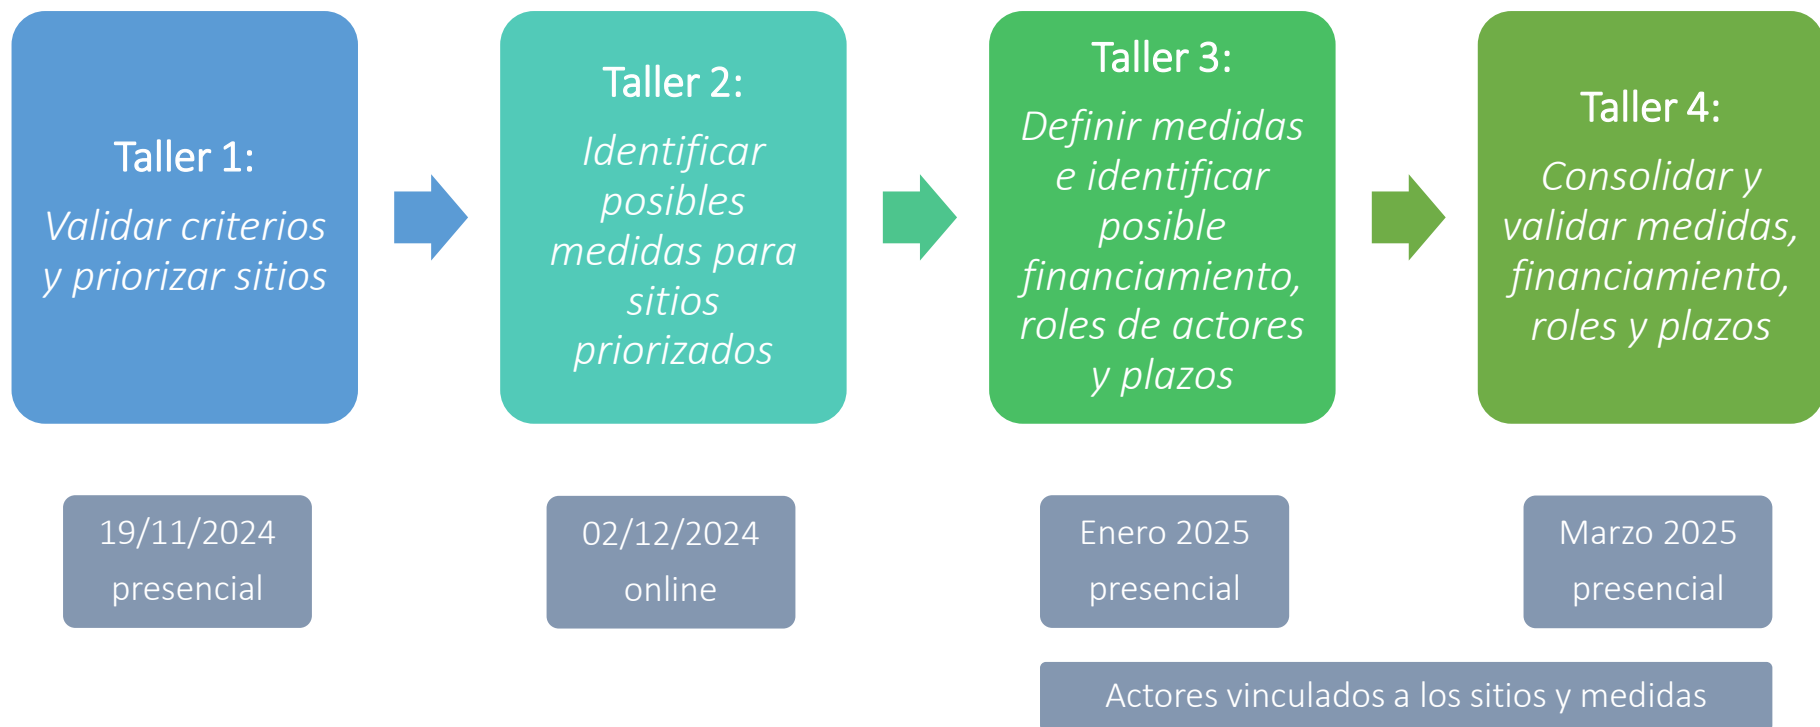 Taller 1:
Validar criterios
y priorizar sitios
Taller 2:
Identificar
posibles
medidas para
sitios
priorizados
Taller 3:
Definir medidas
e identificar
posible
financiamiento,
roles de actores
y plazos
Taller 4:
Consolidar y
validar medidas,
financiamiento,
roles y plazos
19/11/2024
presencial
02/12/2024
online
Enero 2025
presencial
Marzo 2025
presencial
Actores vinculados a los sitios y medidas